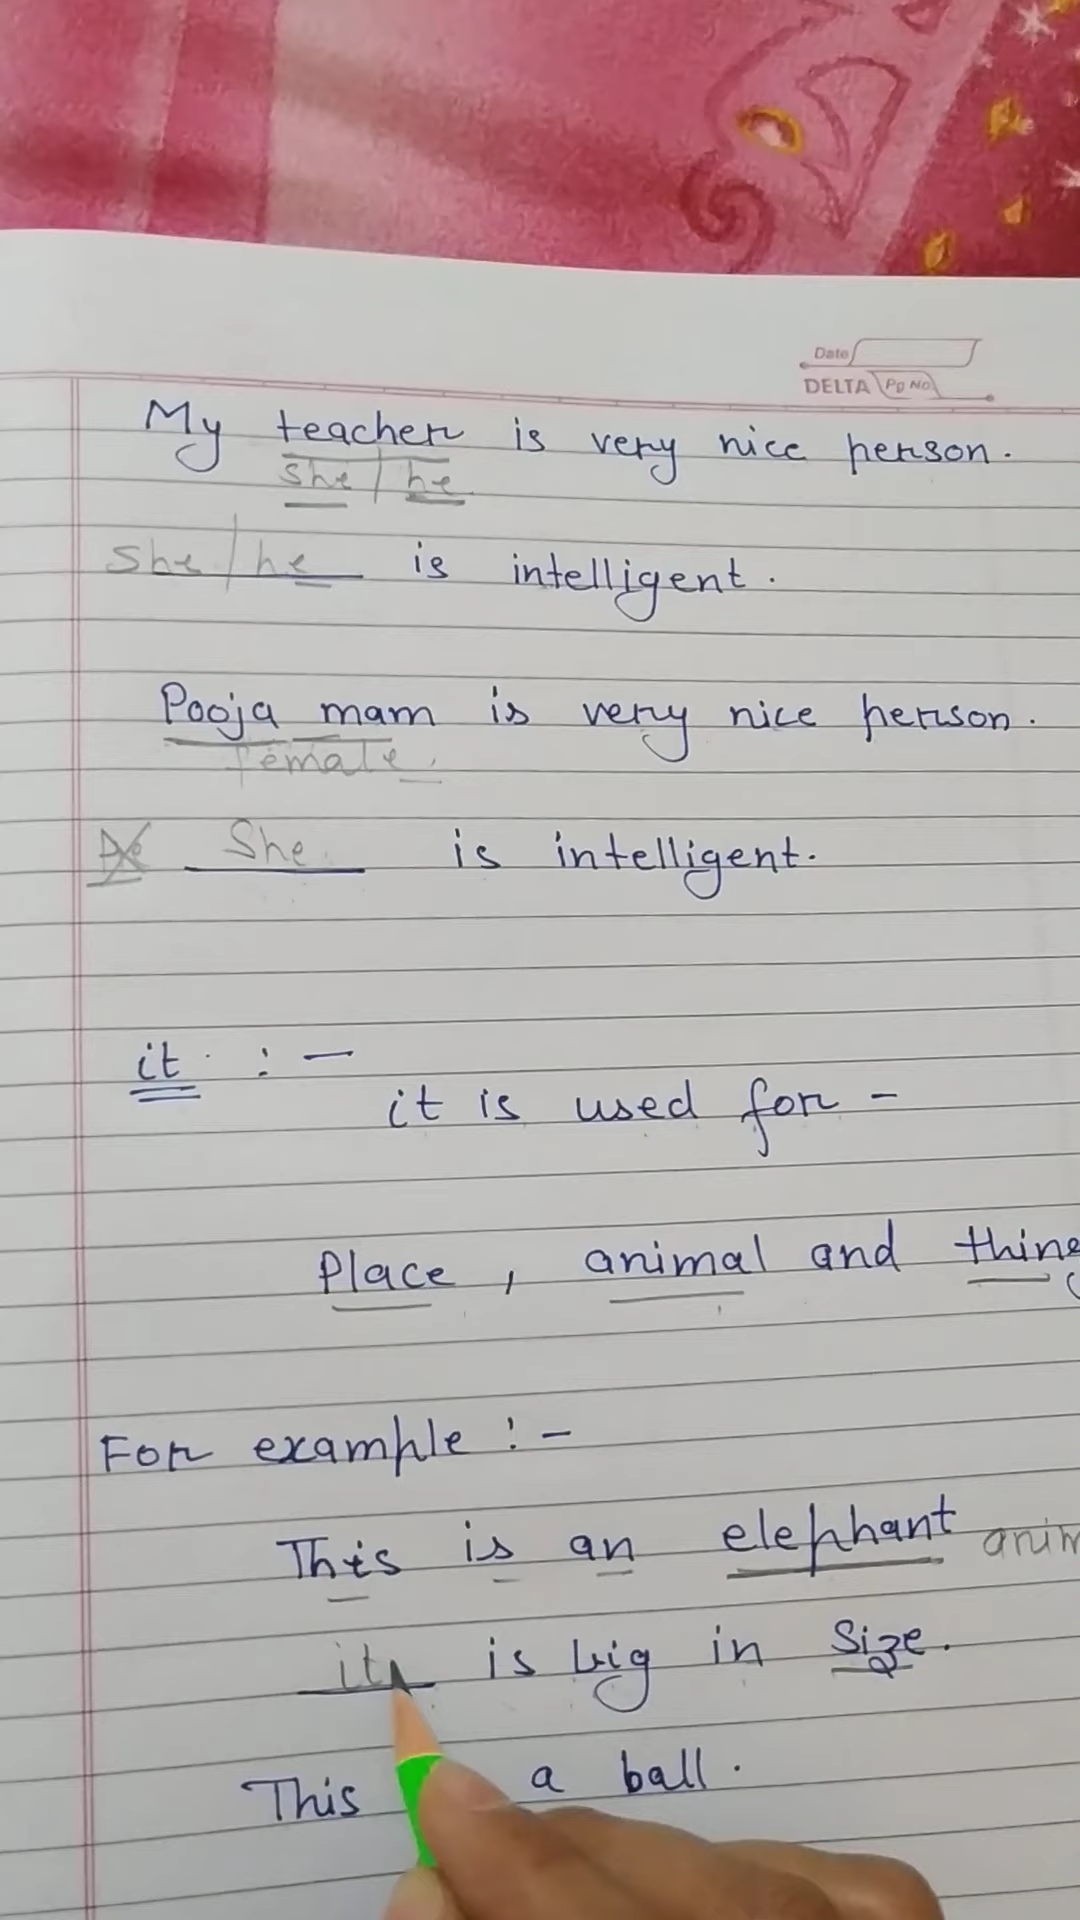 Date
DELTA Pg No.
My teacher is very nice person.
she / he
She / he is intelligent.
Pooja mam is very nice person.
female.
She is intelligent.
it : -
it is used for -
Place , animal and thing
For example : -
This is an elephant anim
it is big in Size.
This a ball.